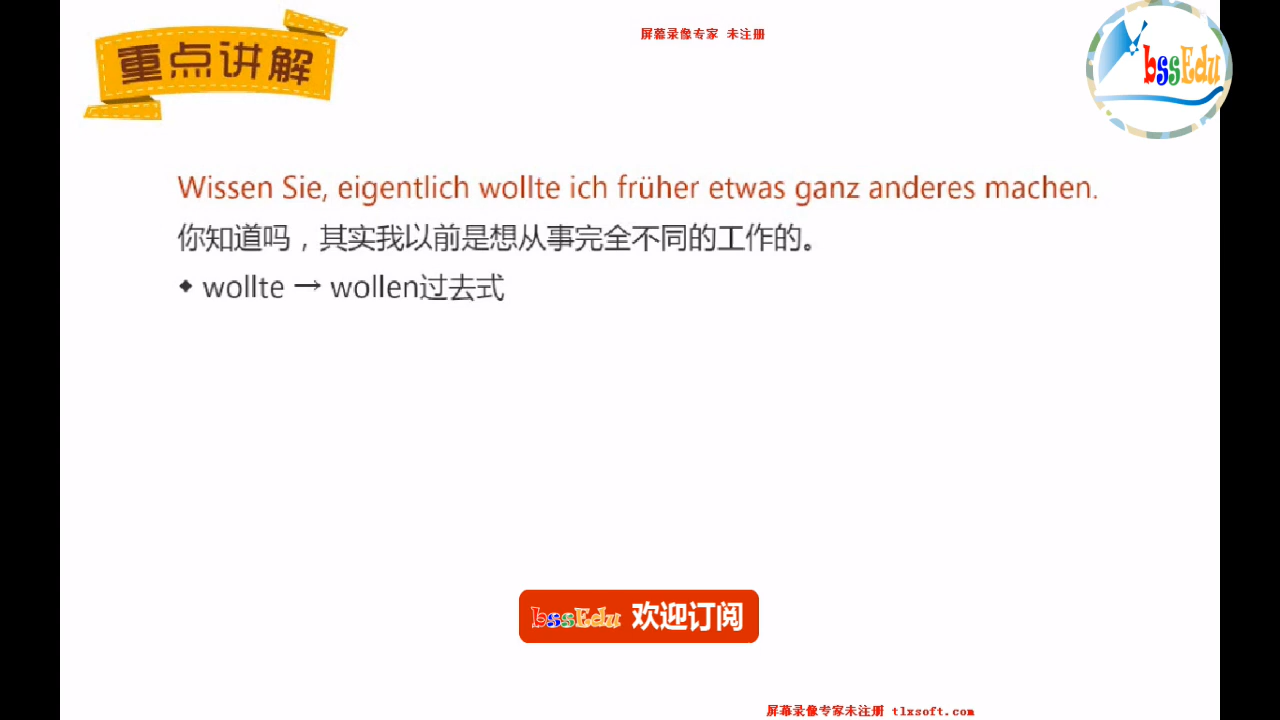 屏幕录像专家 未注册
重点讲解
bssEdu
Wissen Sie, eigentlich wollte ich früher etwas ganz anderes machen.
你知道吗，其实我以前是想从事完全不同的工作的。
◆ wollte → wollen过去式
bssEdu 欢迎订阅
屏幕录像专家未注册 tlxsoft.com